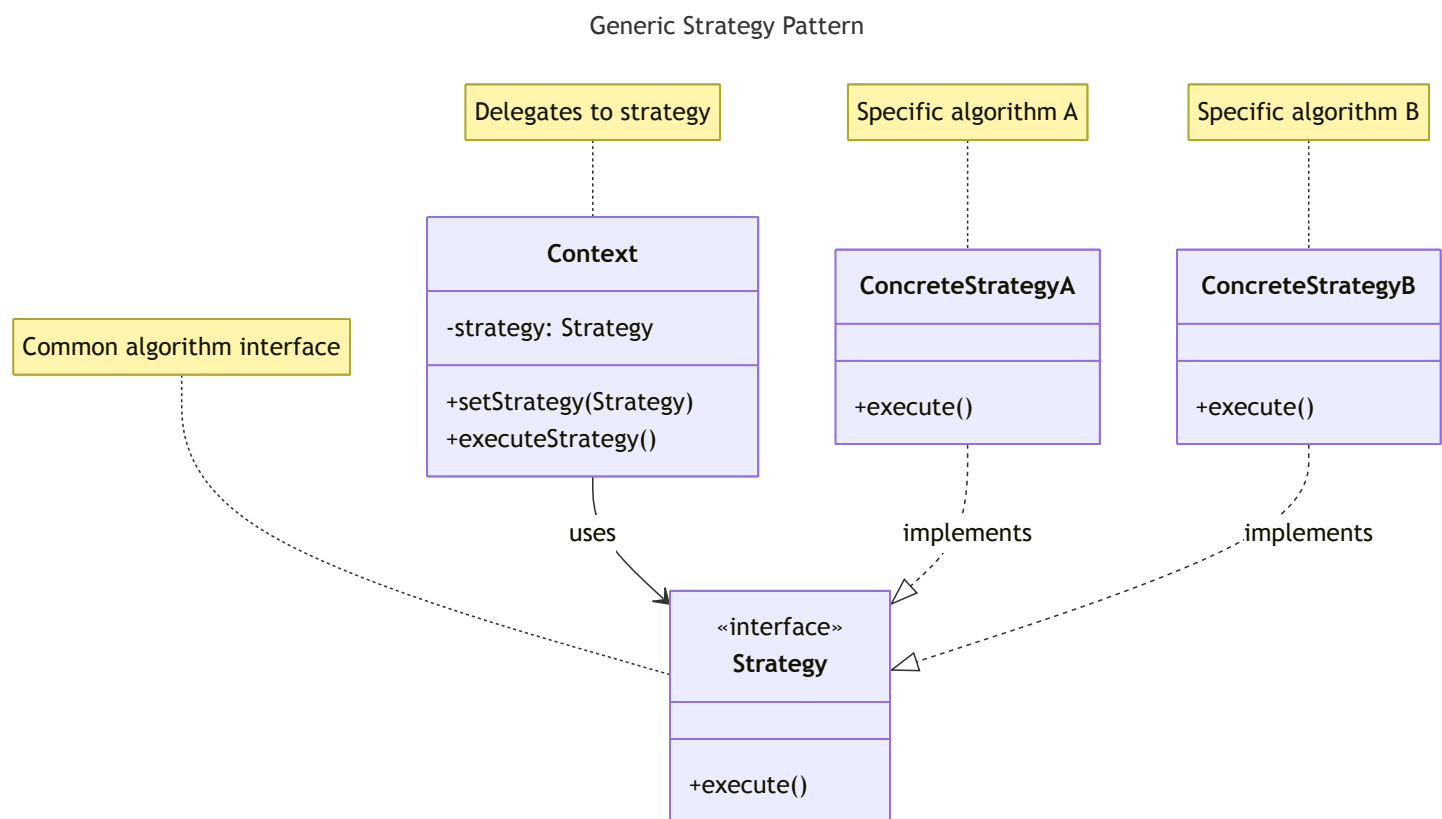 Generic Strategy Pattern
Delegates to strategy
Specific algorithm A
Specific algorithm B
Common algorithm interface
Context
-strategy: Strategy
+setStrategy(Strategy)
+executeStrategy()
ConcreteStrategyA
+execute()
ConcreteStrategyB
+execute()
uses
implements
implements
«interface»
Strategy
+execute()